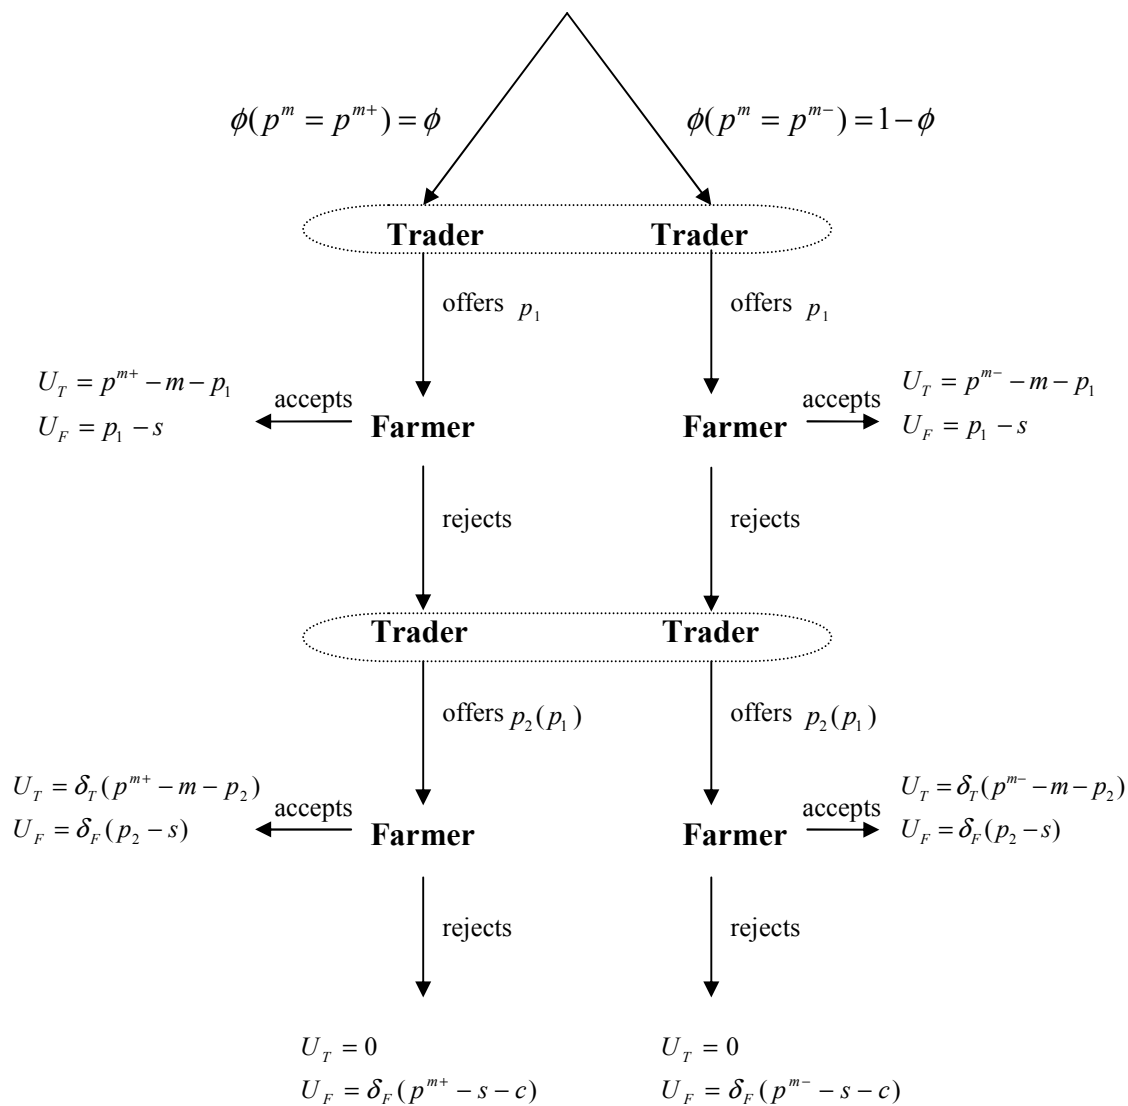 ϕ(p^m = p^{m+}) = ϕ ϕ(p^m = p^{m−}) = 1 − ϕ
Trader Trader
offers p_1 offers p_1
U_T = p^{m+} − m − p_1 U_T = p^{m−} − m − p_1
accepts accepts
U_F = p_1 − s U_F = p_1 − s
Farmer Farmer
rejects rejects
Trader Trader
offers p_2(p_1) offers p_2(p_1)
U_T = δ_T(p^{m+} − m − p_2) U_T = δ_T(p^{m−} − m − p_2)
accepts accepts
U_F = δ_F(p_2 − s) U_F = δ_F(p_2 − s)
Farmer Farmer
rejects rejects
U_T = 0 U_T = 0
U_F = δ_F(p^{m+} − s − c) U_F = δ_F(p^{m−} − s − c)